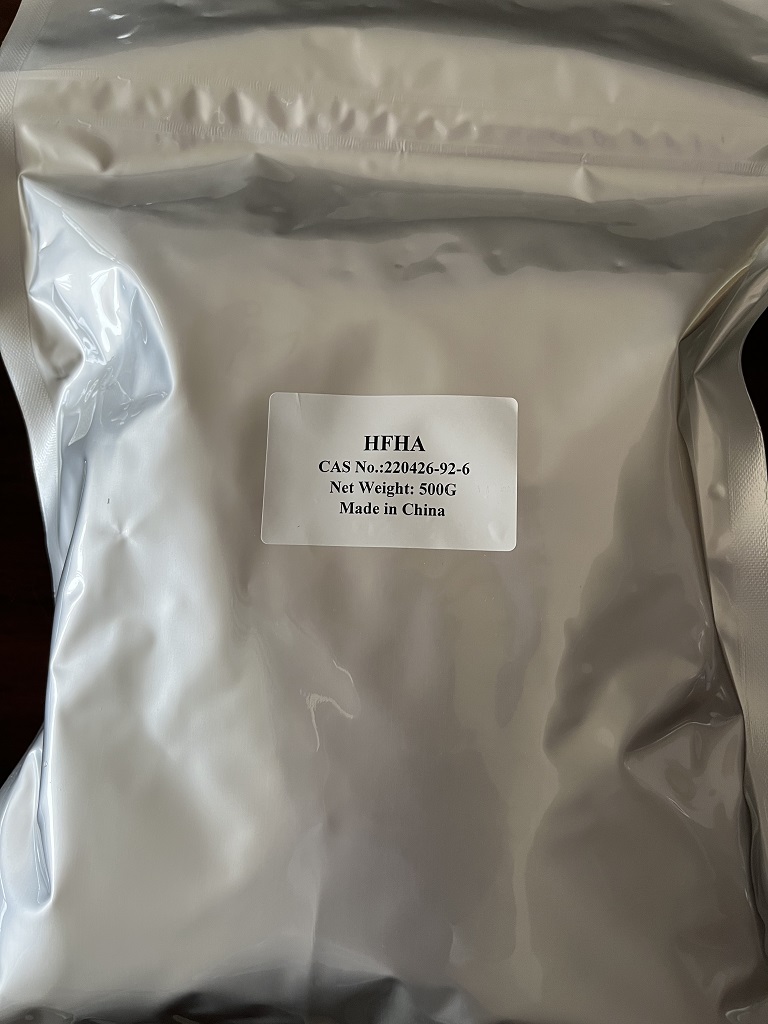 HFHA
CAS No.:220426-92-6
Net Weight: 500G
Made in China